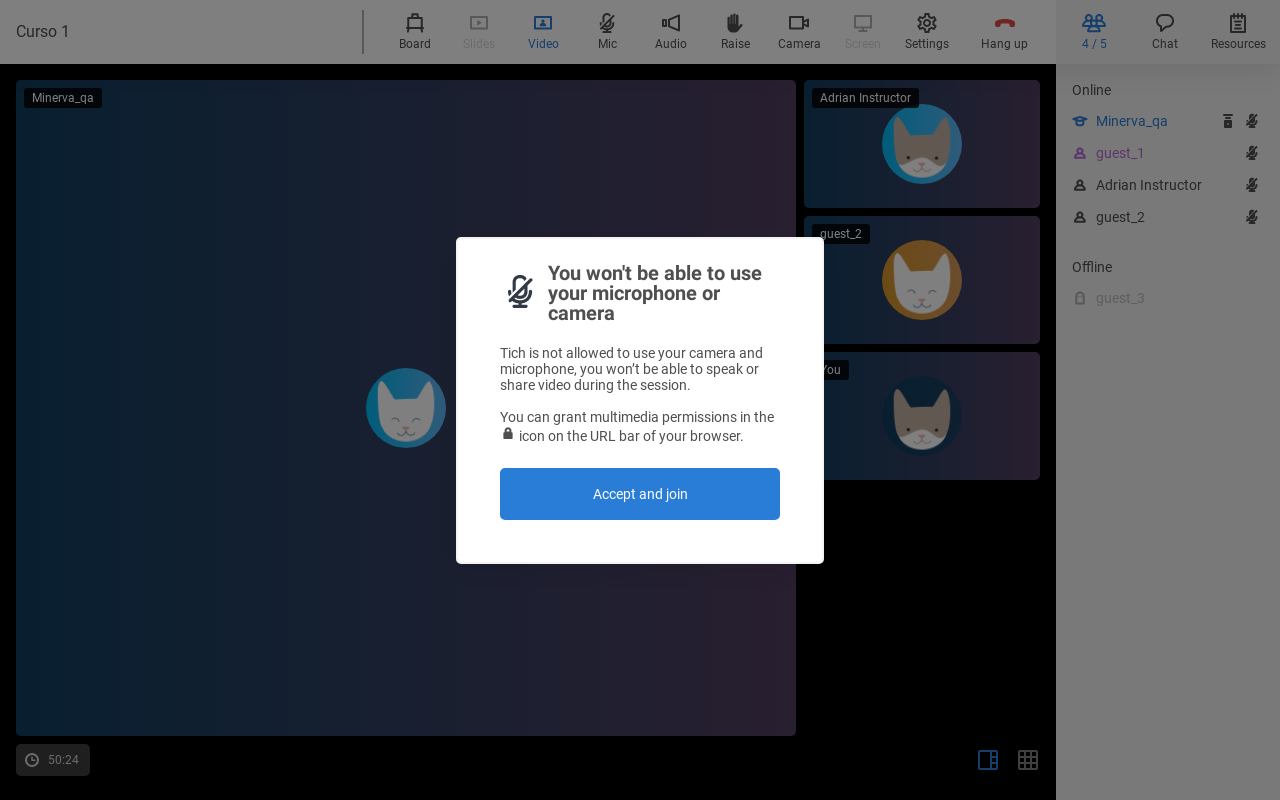 Curso 1
Board
Slides
Video
Mic
Audio
Raise
Camera
Screen
Settings
Hang up
4 / 5
Chat
Resources
Minerva_qa
Adrian Instructor
guest_2
You
Online
Minerva_qa
guest_1
Adrian Instructor
guest_2
Offline
guest_3
You won't be able to use
your microphone or
camera
Tich is not allowed to use your camera and
microphone, you won’t be able to speak or
share video during the session.
You can grant multimedia permissions in the
icon on the URL bar of your browser.
Accept and join
50:24